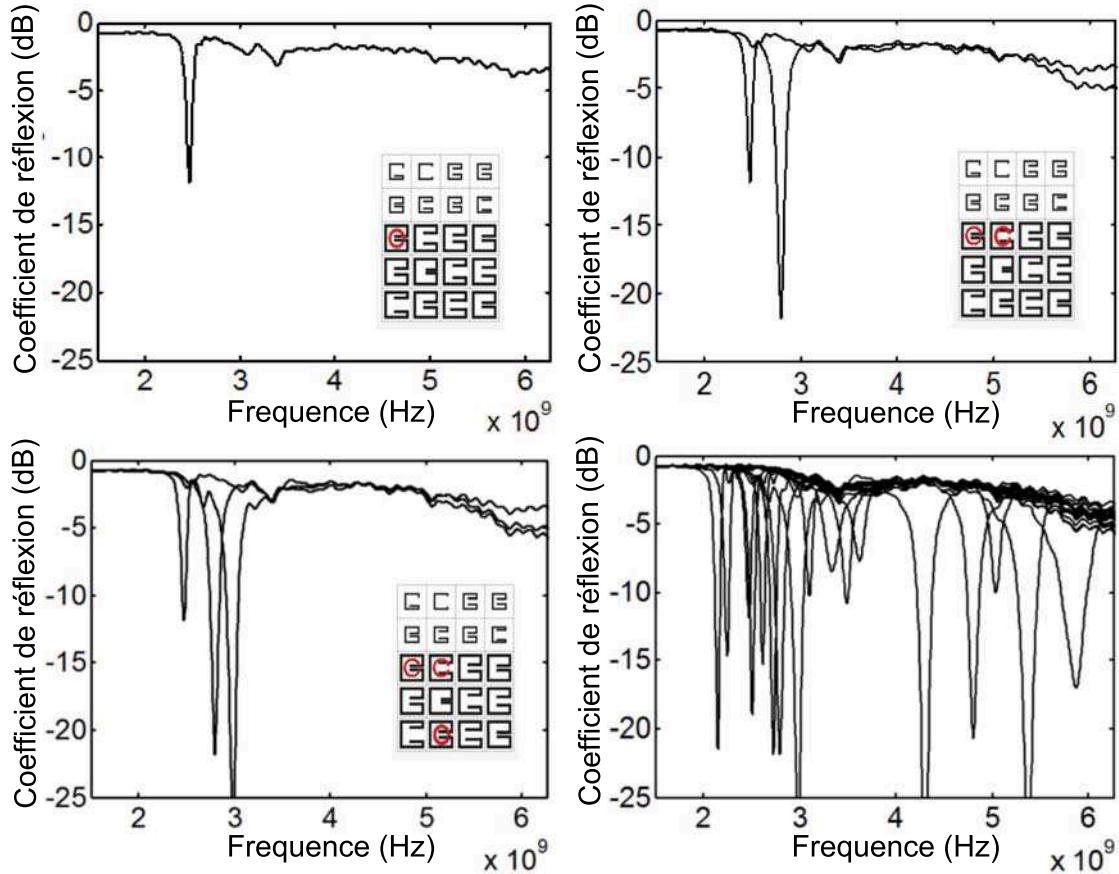 Coefficient de réflexion (dB)
0
-5
-10
-15
-20
-25
2 3 4 5 6
Frequence (Hz)
x 10⁹
Coefficient de réflexion (dB)
0
-5
-10
-15
-20
-25
2 3 4 5 6
Frequence (Hz)
x 10⁹
Coefficient de réflexion (dB)
0
-5
-10
-15
-20
-25
2 3 4 5 6
Frequence (Hz)
x 10⁹
Coefficient de réflexion (dB)
0
-5
-10
-15
-20
-25
2 3 4 5 6
Frequence (Hz)
x 10⁹